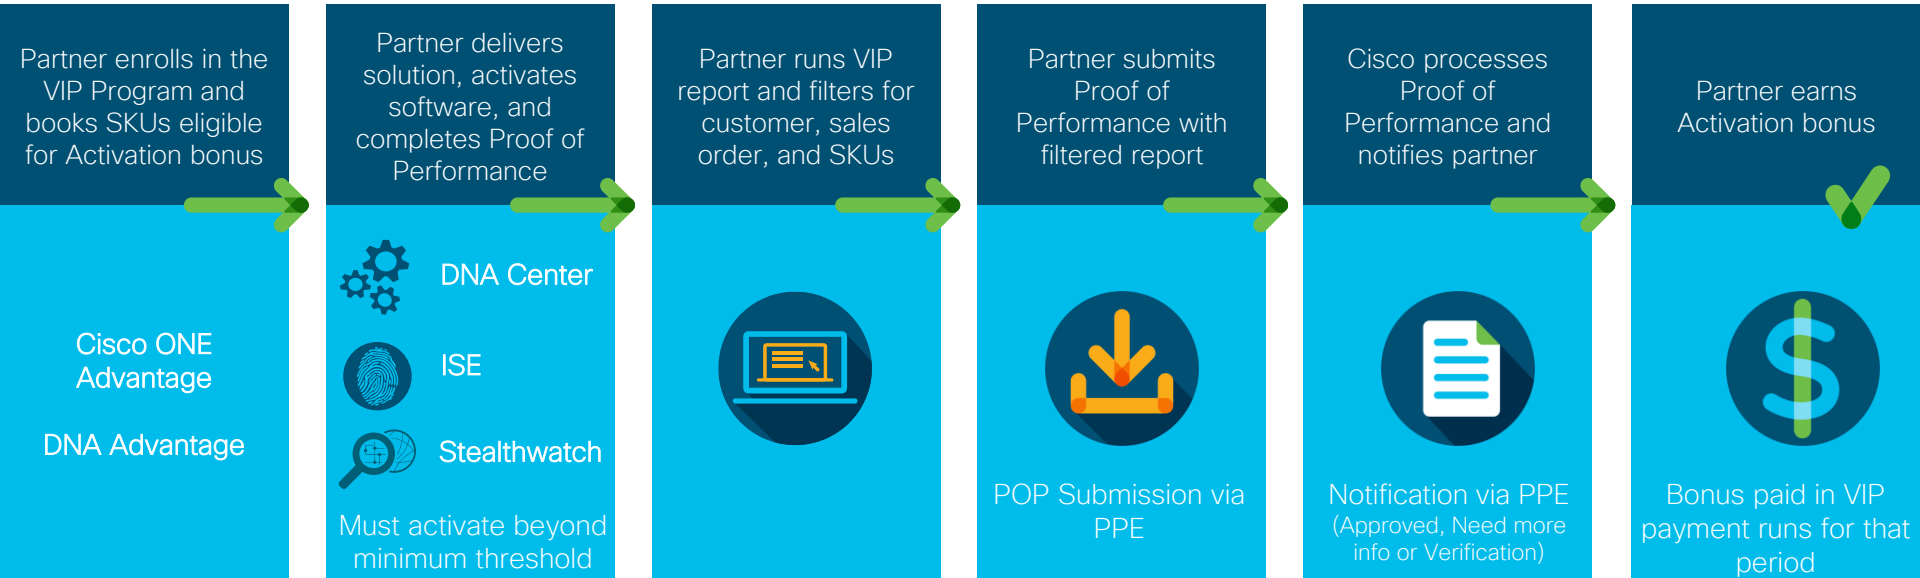 Partner enrolls in the
VIP Program and
books SKUs eligible
for Activation bonus
Cisco ONE
Advantage
DNA Advantage
Partner delivers
solution, activates
software, and
completes Proof of
Performance
DNA Center
ISE
Stealthwatch
Must activate beyond
minimum threshold
Partner runs VIP
report and filters for
customer, sales
order, and SKUs
Partner submits
Proof of
Performance with
filtered report
POP Submission via
PPE
Cisco processes
Proof of
Performance and
notifies partner
Notification via PPE
(Approved, Need more
info or Verification)
Partner earns
Activation bonus
Bonus paid in VIP
payment runs for that
period